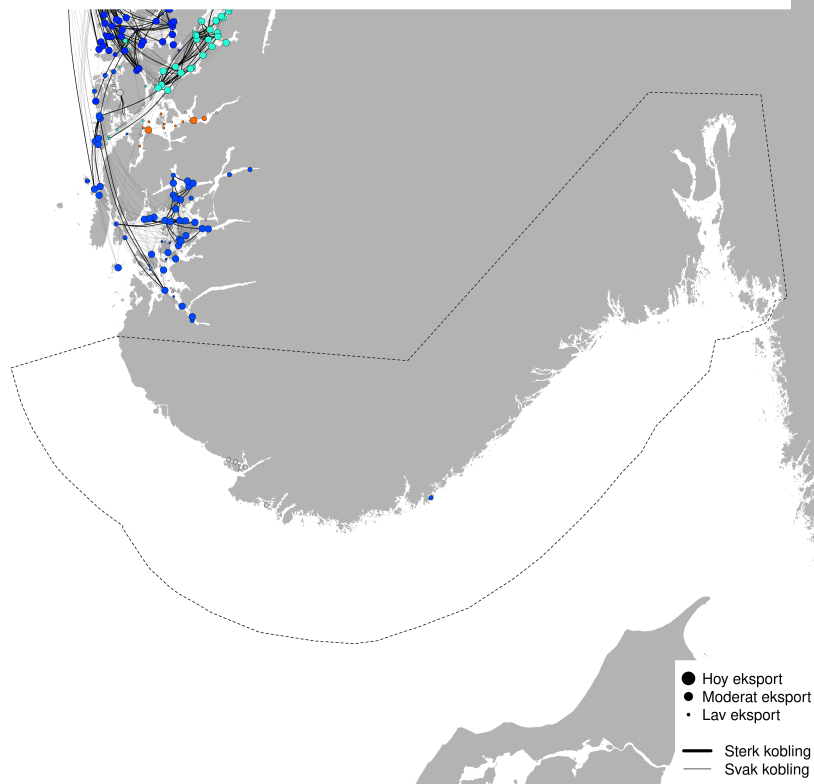 Hoy eksport
Moderat eksport
Lav eksport
Sterk kobling
Svak kobling